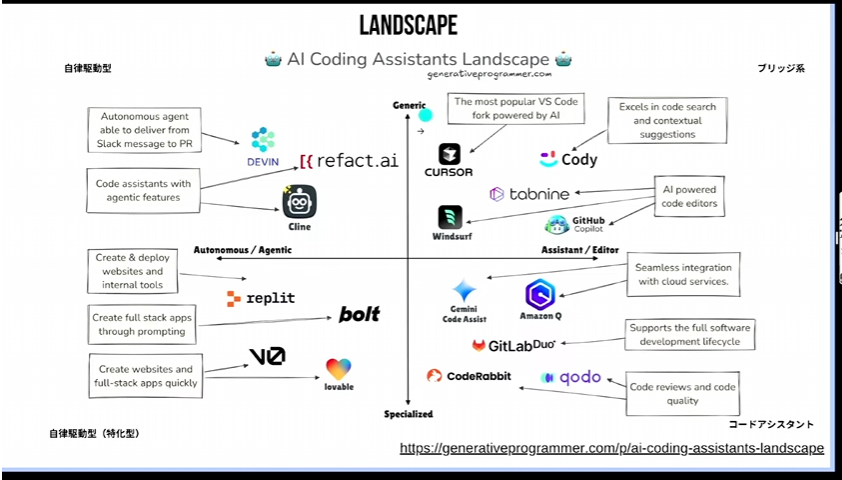 LANDSCAPE
AI Coding Assistants Landscape
generativeprogrammer.com
自律駆動型
ブリッジ系
Generic
Autonomous agent
able to deliver from
Slack message to PR
DEVIN
refact.ai
Code assistants with
agentic features
Cline
The most popular VS Code
fork powered by AI
CURSOR
Excels in code search
and contextual
suggestions
Cody
tabnine
AI powered
code editors
Windsurf
GitHub
Copilot
Autonomous / Agentic
Assistant / Editor
Create & deploy
websites and
internal tools
replit
Create full stack apps
through prompting
bolt
Create websites and
full-stack apps quickly
V0
lovable
Gemini
Code Assist
Amazon Q
Seamless integration
with cloud services.
GitLab Duo
Supports the full software
development lifecycle
CodeRabbit
qodo
Code reviews and code
quality
Specialized
自律駆動型（特化型）
コードアシスタント
https://generativeprogrammer.com/p/ai-coding-assistants-landscape